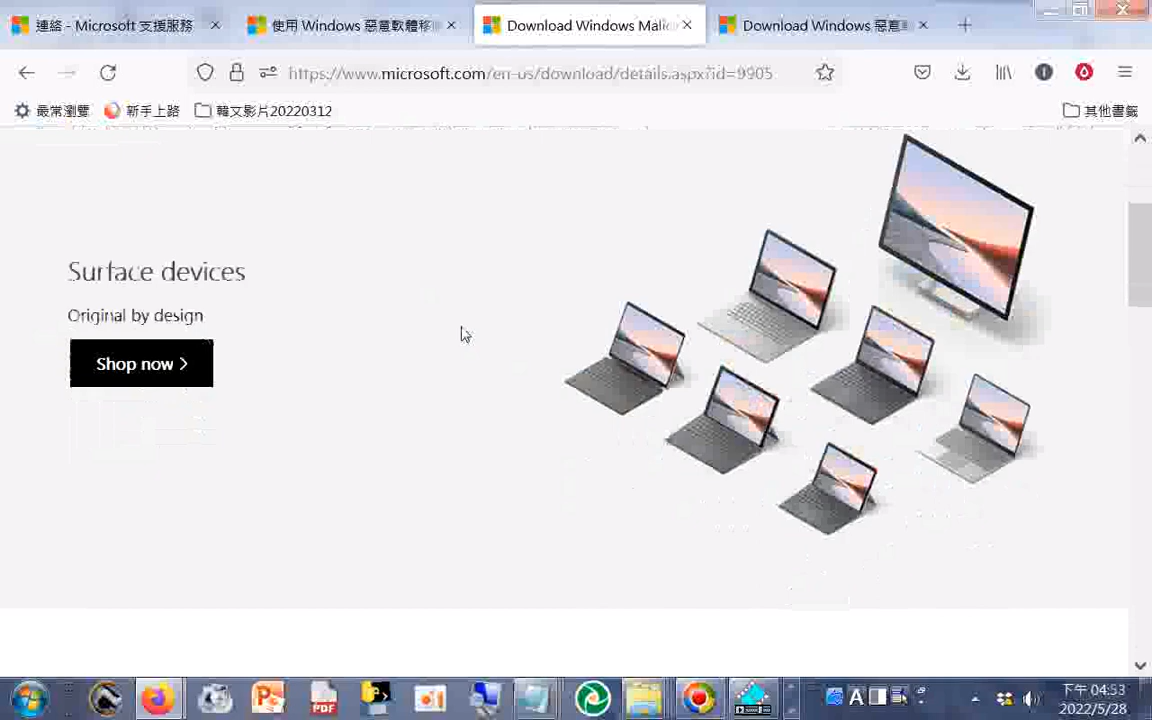 連絡 - Microsoft 支援服務
使用 Windows 惡意軟體移
Download Windows Malic
Download Windows 惡意
https://www.microsoft.com/en-us/download/details.aspx?id=9905
最常瀏覽
新手上路
韓文影片20220312
其他書籤
Surface devices
Original by design
Shop now
PDF
A
下午 04:53
2022/5/28